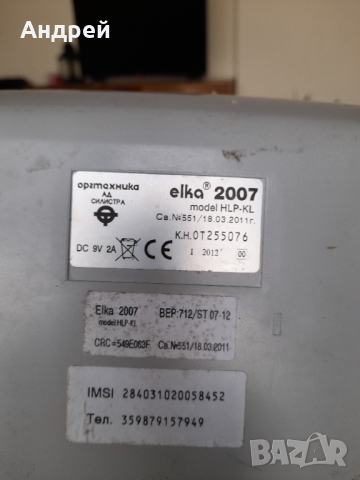 Андрей
оргтехника
АД
СИЛИСТРА
elka® 2007
model HLP-KL
Св.№551/18.03.2011г.
К.Н.ОТ255076
DC 9V 2A
CE
I 2012
00
Elka 2007
model HLP-KL
ВЕР.:712/ST 07-12
CRC=549E063F
Св.№551/18.03.2011
IMSI 284031020058452
Тел. 359879157949
BAZAR